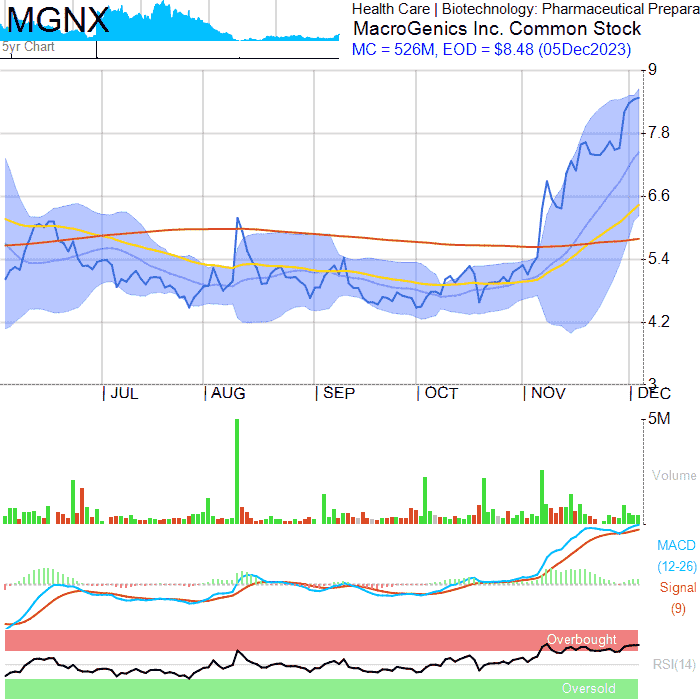 MGNX
5yr Chart
Health Care | Biotechnology: Pharmaceutical Prepara
MacroGenics Inc. Common Stock
MC = 526M, EOD = $8.48 (05Dec2023)
9
7.8
6.6
5.4
4.2
3
JUL AUG SEP OCT NOV DEC
5M
Volume
MACD
(12-26)
Signal
(9)
Overbought
RSI(14)
Oversold